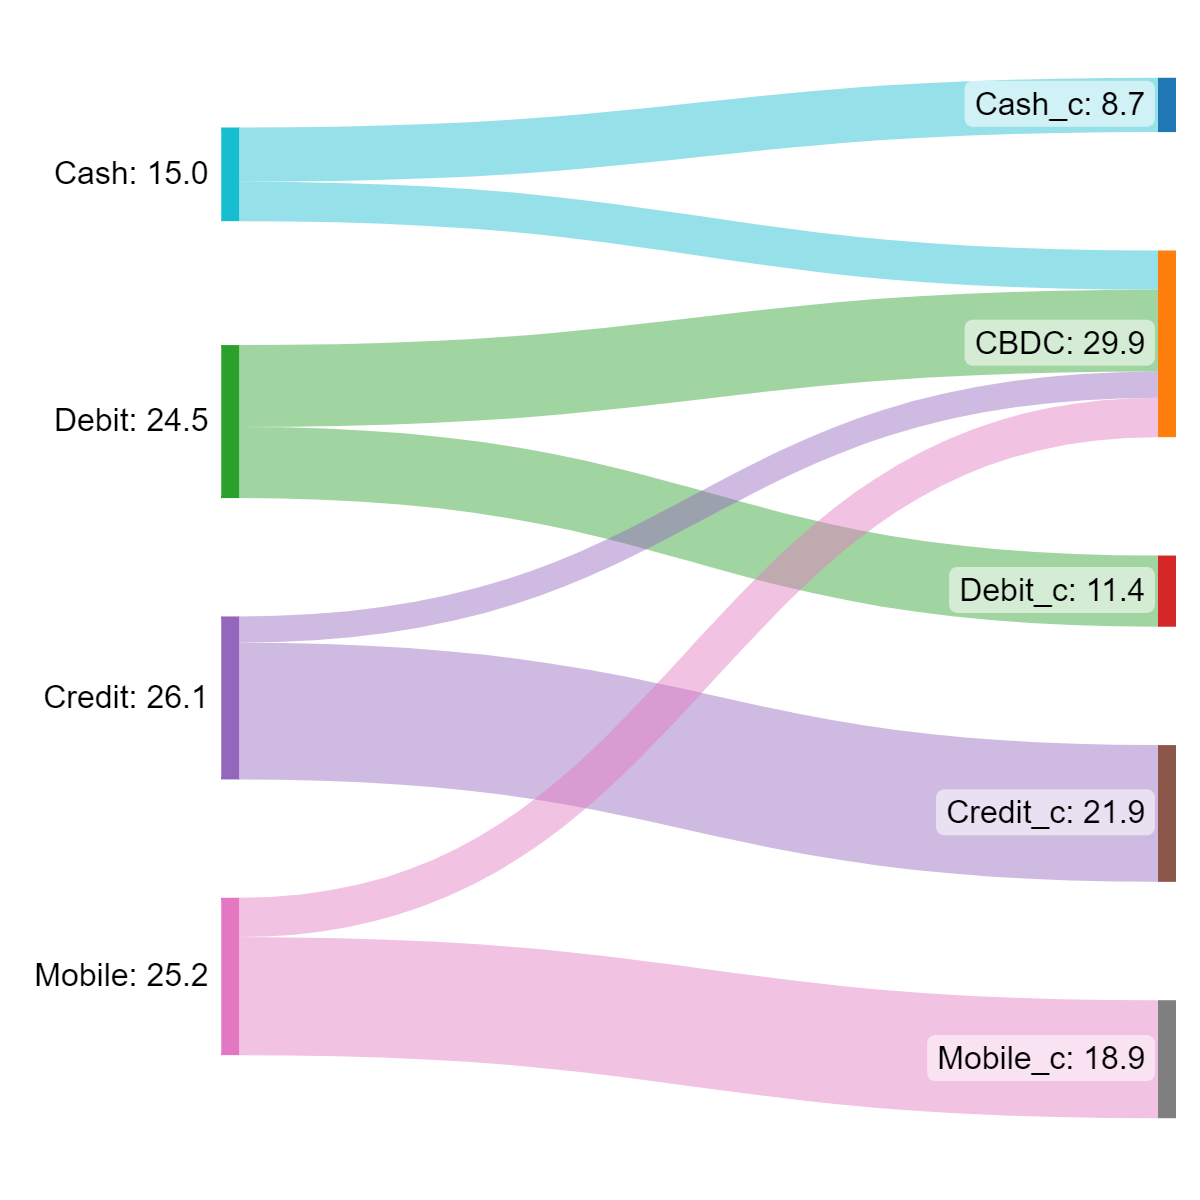 Cash: 15.0
Debit: 24.5
Credit: 26.1
Mobile: 25.2
Cash_c: 8.7
CBDC: 29.9
Debit_c: 11.4
Credit_c: 21.9
Mobile_c: 18.9